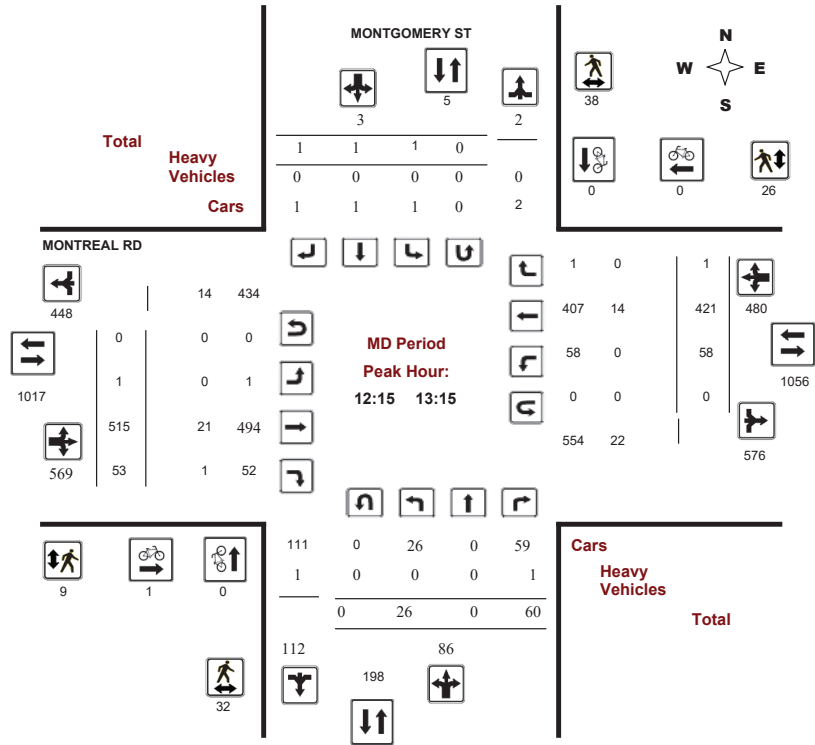 MONTGOMERY ST
N
W E
S
5
38
3 2
Total
1 1 1 0
Heavy
Vehicles
0 0 0 0 0
Cars
1 1 1 0 2
0 0 26
MONTREAL RD
14 434
448
0 0 0
1017
1 0 1
515 21 494
569
53 1 52
MD Period
Peak Hour:
12:15 13:15
1 0 1
407 14 421 480
58 0 58
1056
0 0 0
554 22
576
111 0 26 0 59
Cars
1 0 0 0 1
Heavy
Vehicles
0 26 0 60
Total
9 1 0
112 86
198
32